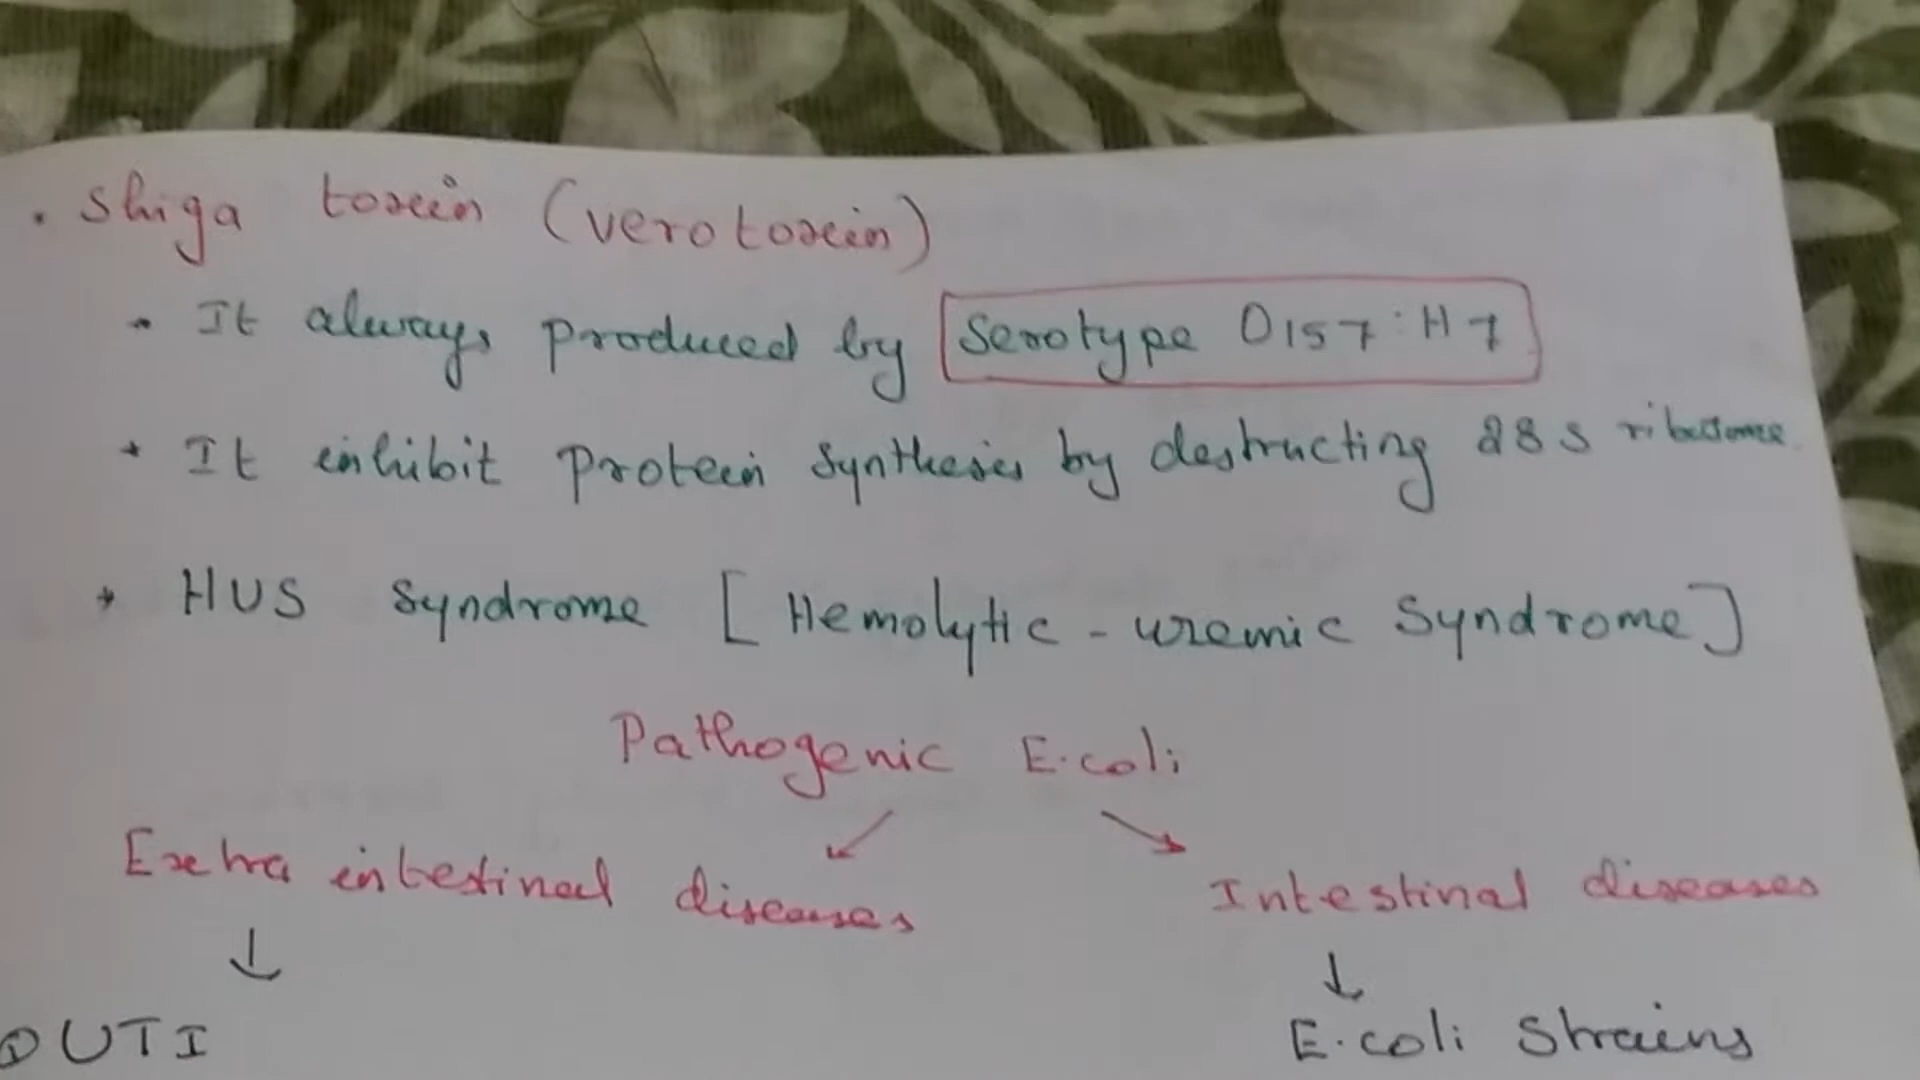 . Shiga toxin (verotoxin)
- It always produced by Serotype O157:H7
* It inhibit protein synthesis by destructing 28 s ribosome
* HUS syndrome [Hemolytic-uremic Syndrome]
Pathogenic E.coli
Extra intestinal diseases Intestinal diseases
① UTI E.coli Strains